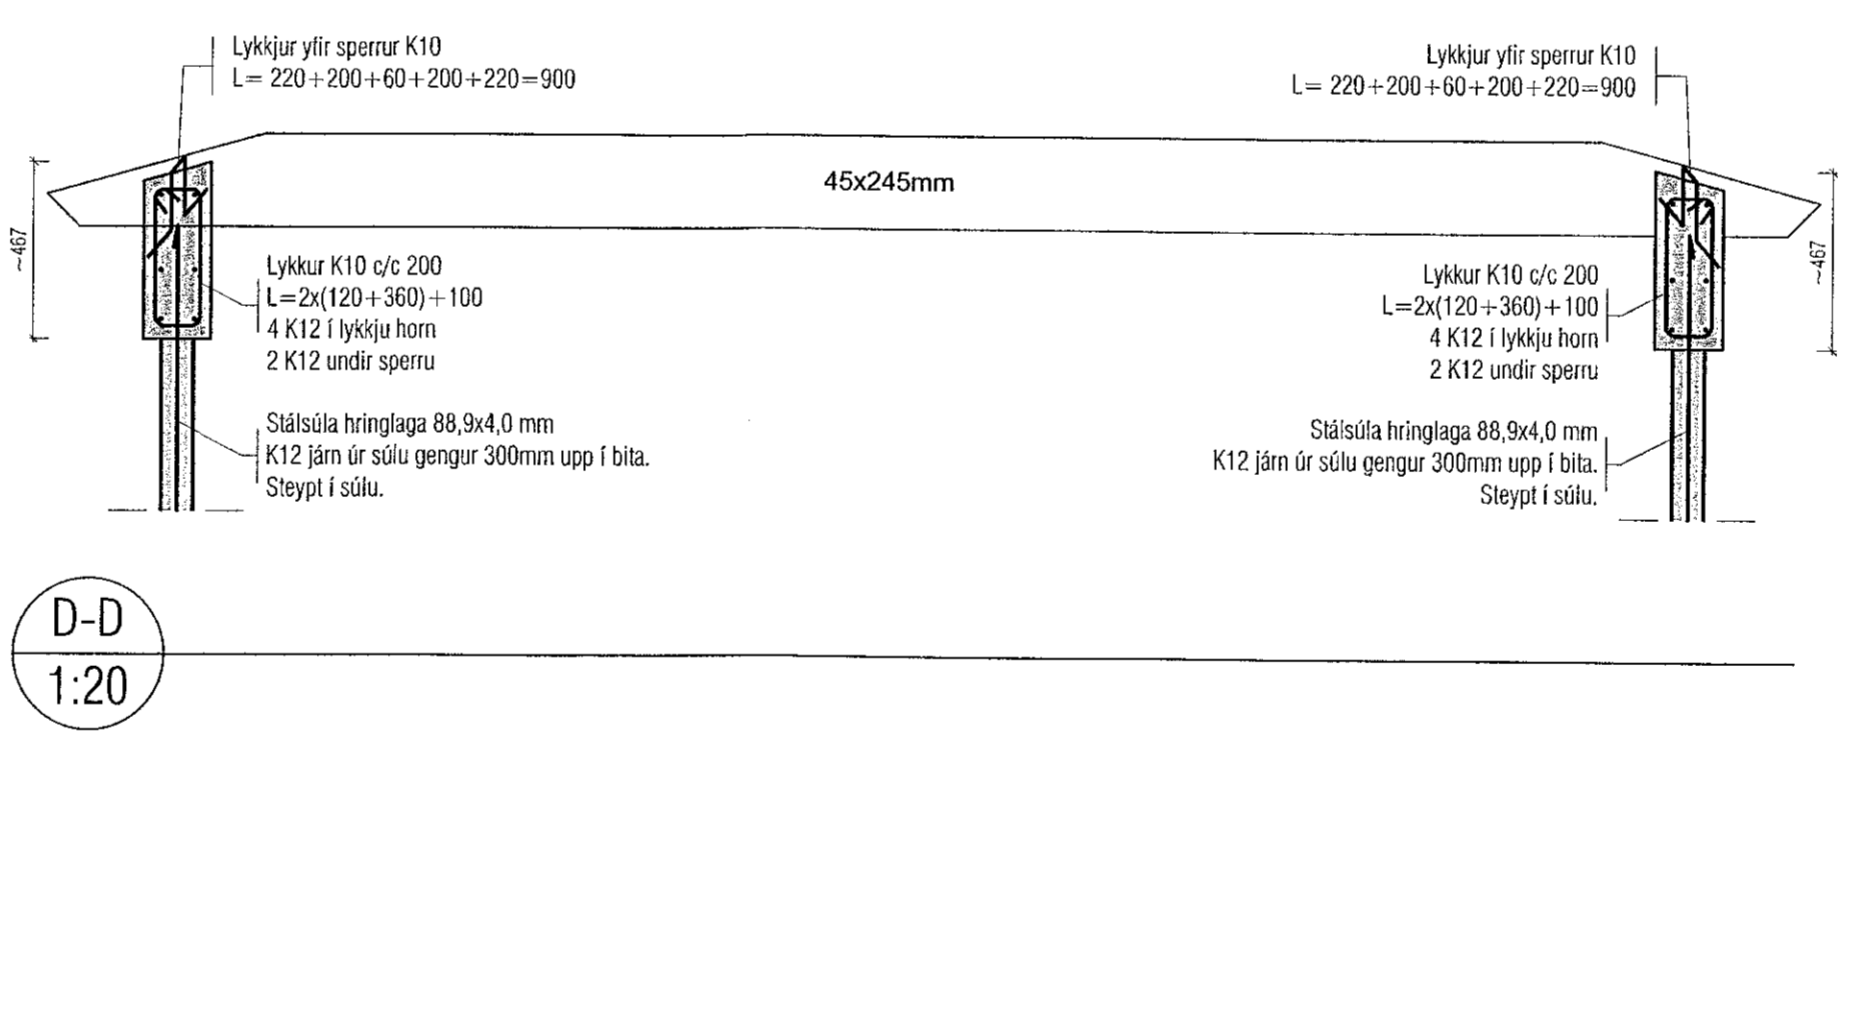 Lykkjur yfir sperrur K10
L= 220+200+60+200+220=900
Lykkjur yfir sperrur K10
L= 220+200+60+200+220=900
45x245mm
~467
~467
Lykkur K10 c/c 200
L=2x(120+360)+100
4 K12 í lykkju horn
2 K12 undir sperru
Lykkur K10 c/c 200
L=2x(120+360)+100
4 K12 í lykkju horn
2 K12 undir sperru
Stálsúla hringlaga 88,9x4,0 mm
K12 járn úr súlu gengur 300mm upp í bita.
Steypt í súlu.
Stálsúla hringlaga 88,9x4,0 mm
K12 járn úr súlu gengur 300mm upp í bita.
Steypt í súlu.
D-D
1:20